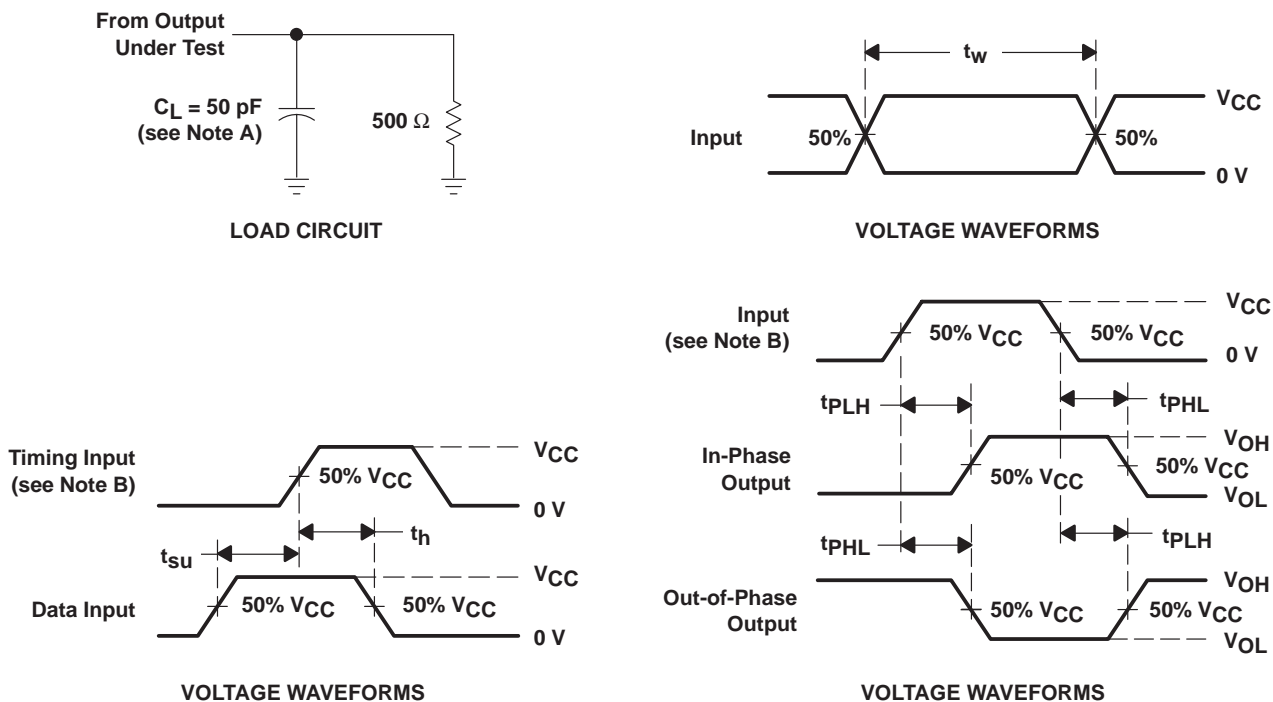 From Output
Under Test
CL = 50 pF
(see Note A)
500 Ω
LOAD CIRCUIT
tw
VCC
Input
50%
50%
0 V
VOLTAGE WAVEFORMS
Timing Input
(see Note B)
50% VCC
VCC
0 V
tsu
th
Data Input
50% VCC
50% VCC
VCC
0 V
VOLTAGE WAVEFORMS
Input
(see Note B)
50% VCC
50% VCC
VCC
0 V
tPLH
tPHL
In-Phase
Output
50% VCC
VOH
50% VCC
VOL
tPHL
tPLH
Out-of-Phase
Output
50% VCC
VOH
50% VCC
VOL
VOLTAGE WAVEFORMS